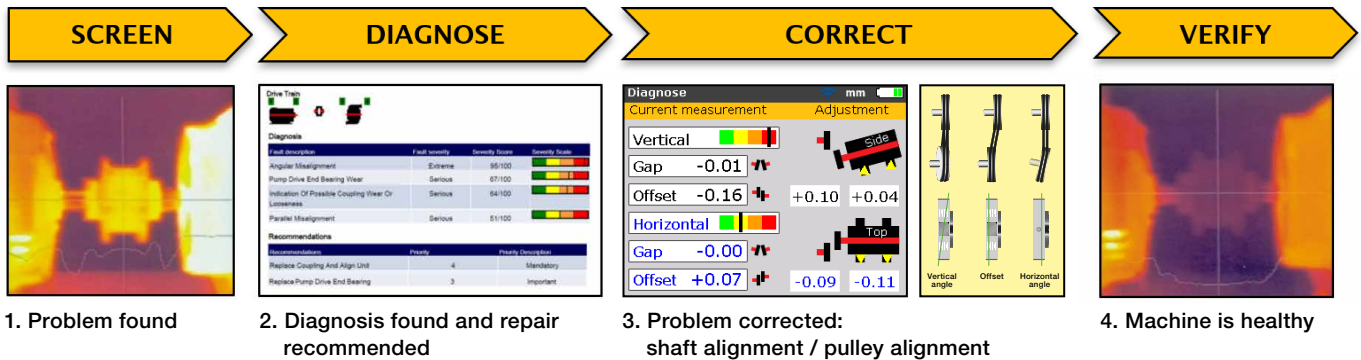 SCREEN
DIAGNOSE
CORRECT
VERIFY
Drive Train
Diagnosis
Fault description Fault severity Severity Score Severity Scale
Angular Misalignment Extreme 95/100
Pump Drive End Bearing Wear Serious 67/100
Indication Of Possible Coupling Wear Or Looseness Serious 64/100
Parallel Misalignment Serious 51/100
Recommendations
Recommendations Priority Priority Description
Replace Coupling And Align Unit 4 Mandatory
Replace Pump Drive End Bearing 3 Important
Diagnose mm
Current measurement Adjustment
Vertical
Side
Gap -0.01
Offset -0.16
+0.10 +0.04
Horizontal
Top
Gap -0.00
Offset +0.07
-0.09 -0.11
Vertical angle
Offset
Horizontal angle
1. Problem found
2. Diagnosis found and repair
recommended
3. Problem corrected:
shaft alignment / pulley alignment
4. Machine is healthy